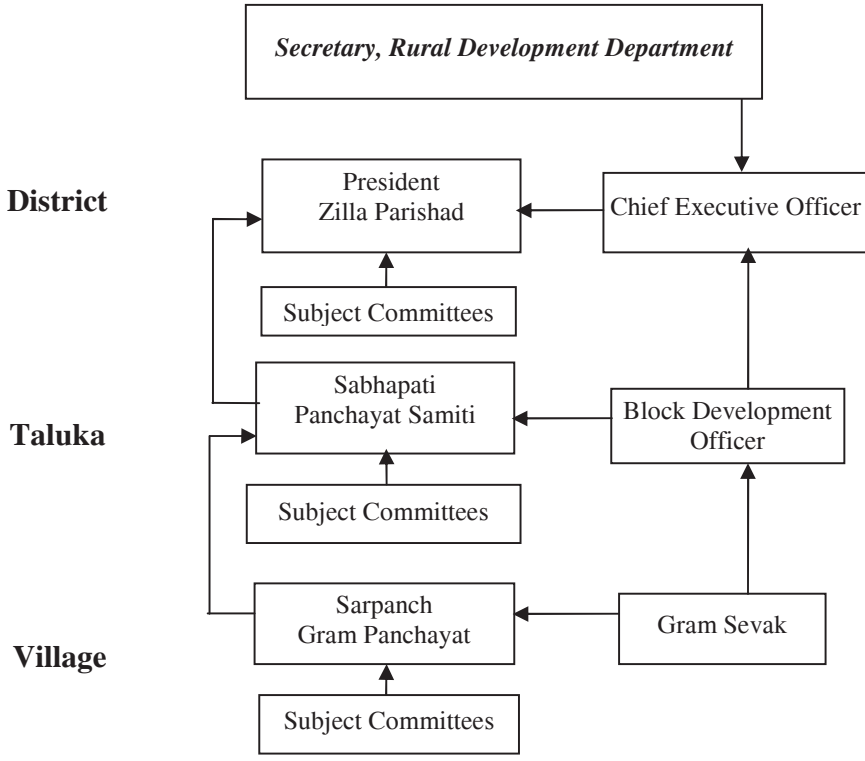 Secretary, Rural Development Department
District
President
Zilla Parishad
Chief Executive Officer
Subject Committees
Taluka
Sabhapati
Panchayat Samiti
Block Development
Officer
Subject Committees
Village
Sarpanch
Gram Panchayat
Gram Sevak
Subject Committees